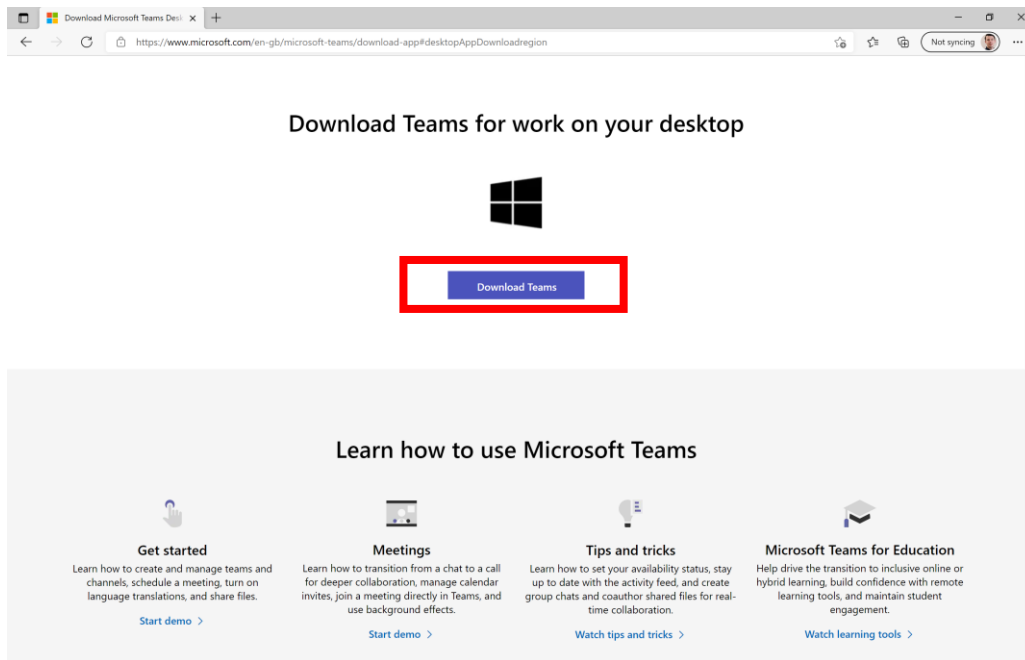 Download Microsoft Teams Desk
https://www.microsoft.com/en-gb/microsoft-teams/download-app#desktopAppDownloadregion
Not syncing
Download Teams for work on your desktop
Download Teams
Learn how to use Microsoft Teams
Get started
Learn how to create and manage teams and
channels, schedule a meeting, turn on
language translations, and share files.
Start demo >
Meetings
Learn how to transition from a chat to a call
for deeper collaboration, manage calendar
invites, join a meeting directly in Teams, and
use background effects.
Start demo >
Tips and tricks
Learn how to set your availability status, stay
up to date with the activity feed, and create
group chats and coauthor shared files for real-
time collaboration.
Watch tips and tricks >
Microsoft Teams for Education
Help drive the transition to inclusive online or
hybrid learning, build confidence with remote
learning tools, and maintain student
engagement.
Watch learning tools >